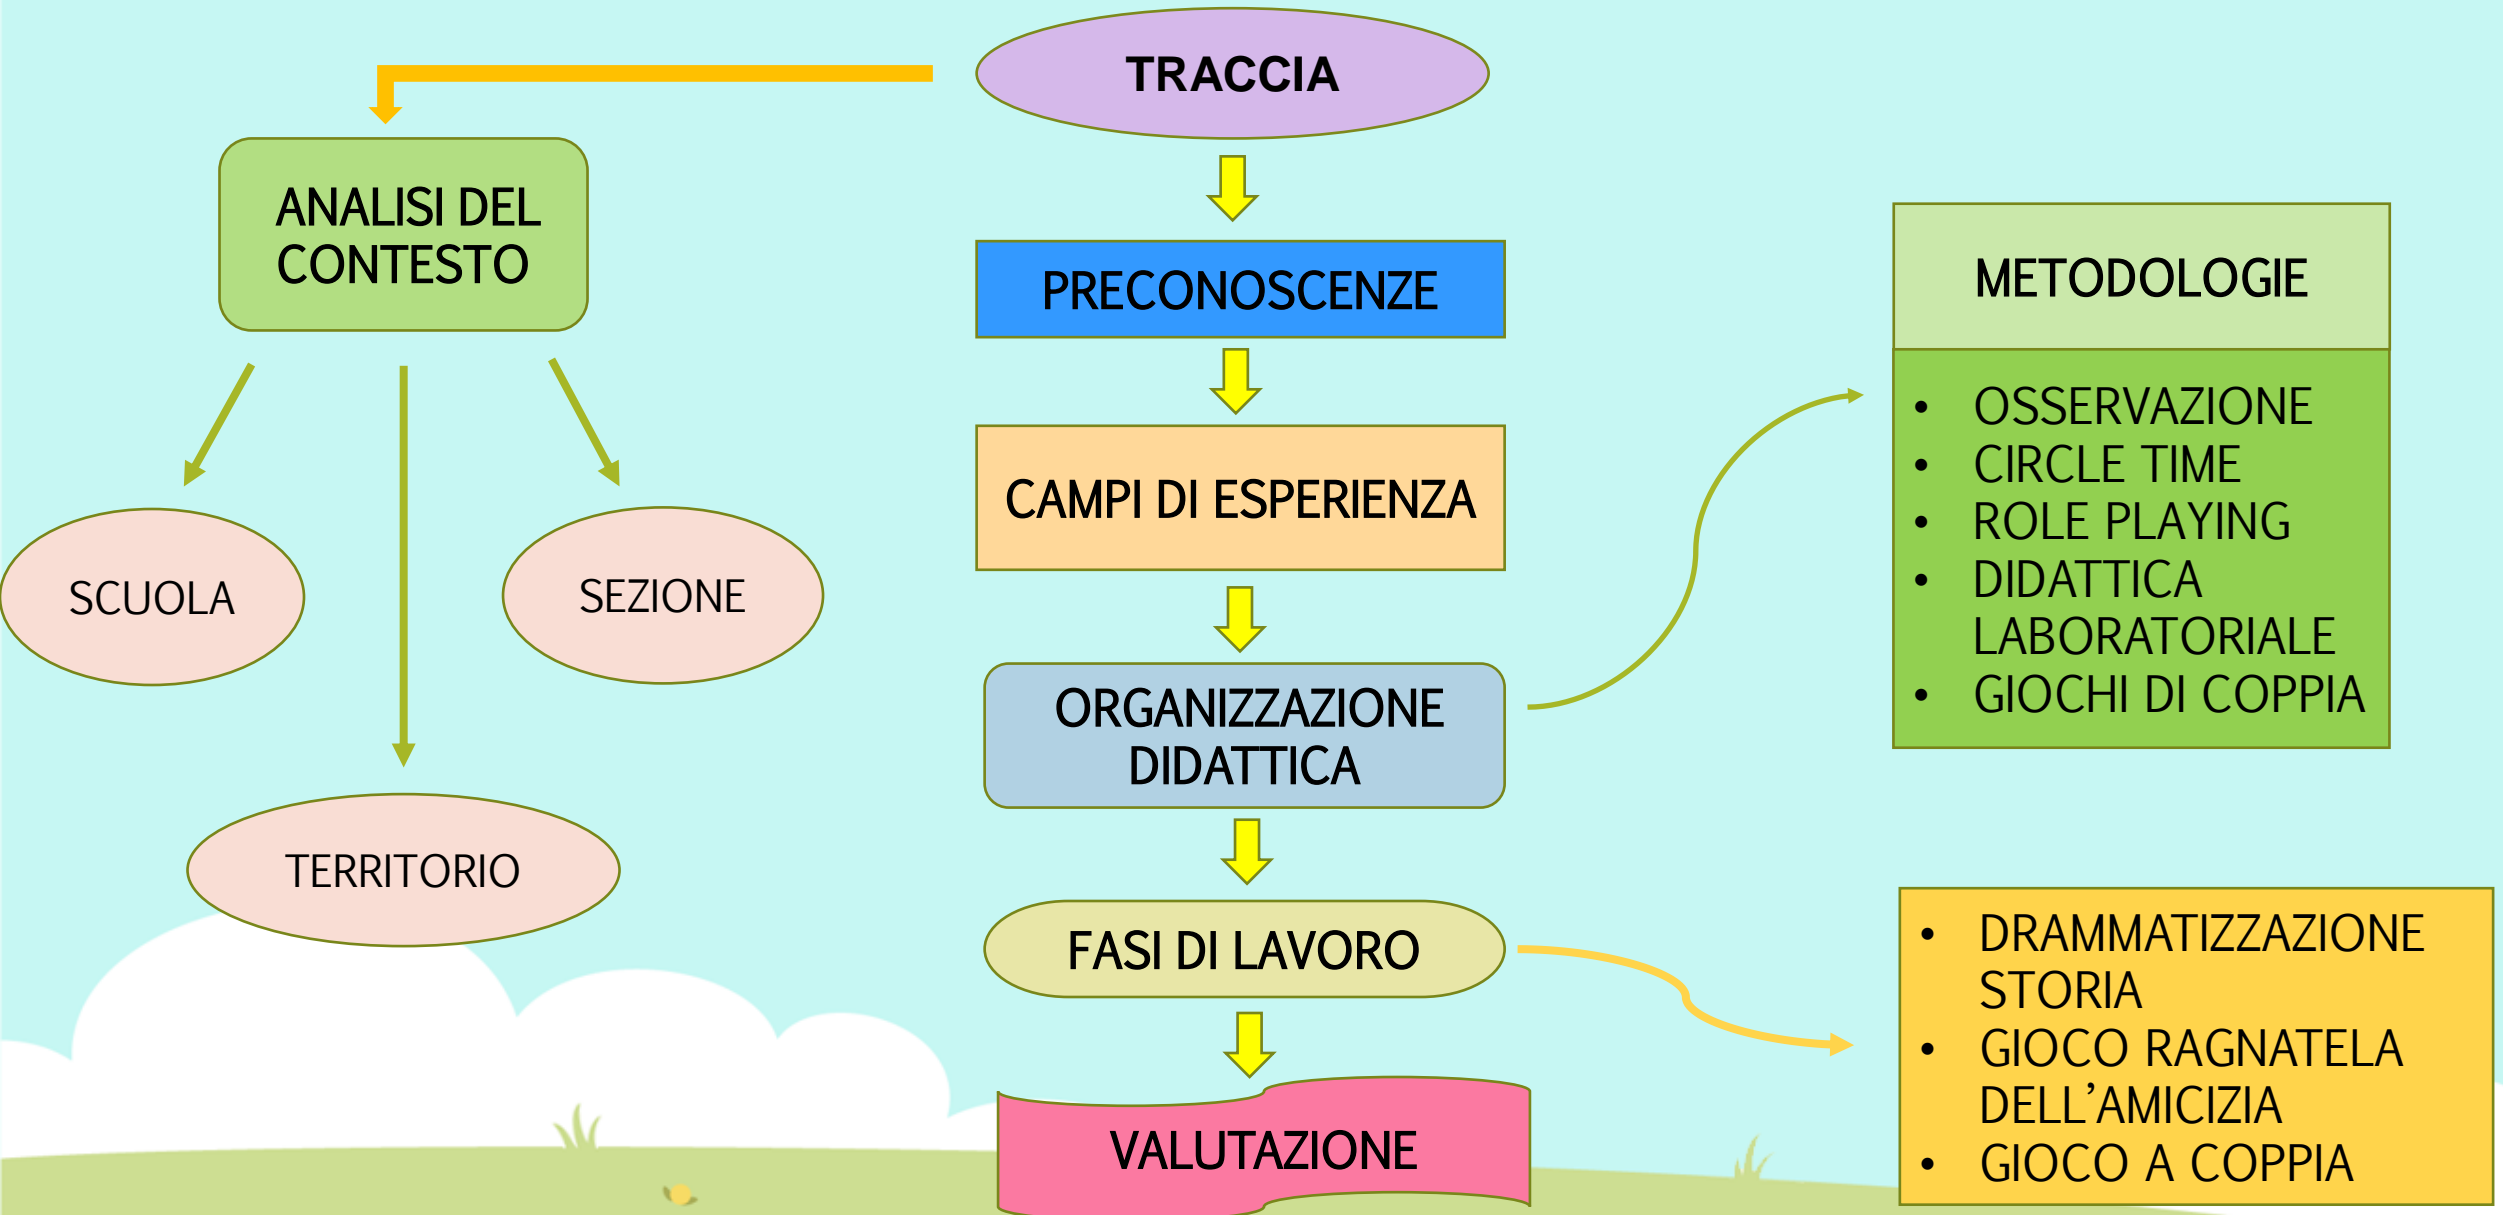 TRACCIA
ANALISI DEL
CONTESTO
SCUOLA
SEZIONE
TERRITORIO
PRECONOSCENZE
CAMPI DI ESPERIENZA
ORGANIZZAZIONE
DIDATTICA
FASI DI LAVORO
VALUTAZIONE
METODOLOGIE
• OSSERVAZIONE
• CIRCLE TIME
• ROLE PLAYING
• DIDATTICA
LABORATORIALE
• GIOCHI DI COPPIA
• DRAMMATIZZAZIONE
STORIA
• GIOCO RAGNATELA
DELL’AMICIZIA
• GIOCO A COPPIA